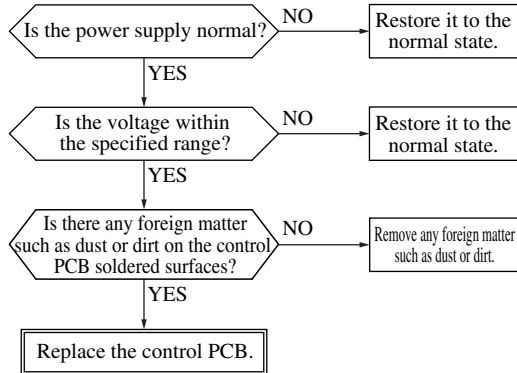 Is the power supply normal?
NO
Restore it to the
normal state.
YES
Is the voltage within
the specified range?
NO
Restore it to the
normal state.
YES
Is there any foreign matter
such as dust or dirt on the control
PCB soldered surfaces?
NO
Remove any foreign matter
such as dust or dirt.
YES
Replace the control PCB.